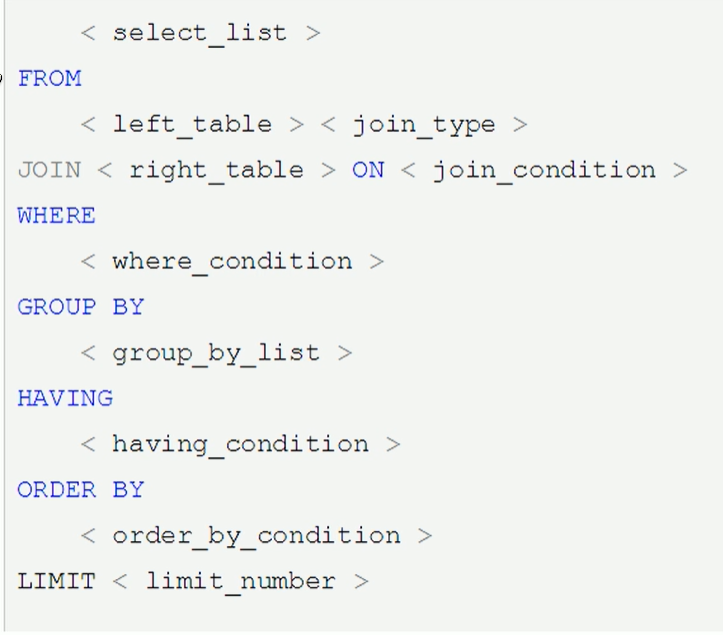 < select_list >
FROM
< left_table > < join_type >
JOIN < right_table > ON < join_condition >
WHERE
< where_condition >
GROUP BY
< group_by_list >
HAVING
< having_condition >
ORDER BY
< order_by_condition >
LIMIT < limit_number >